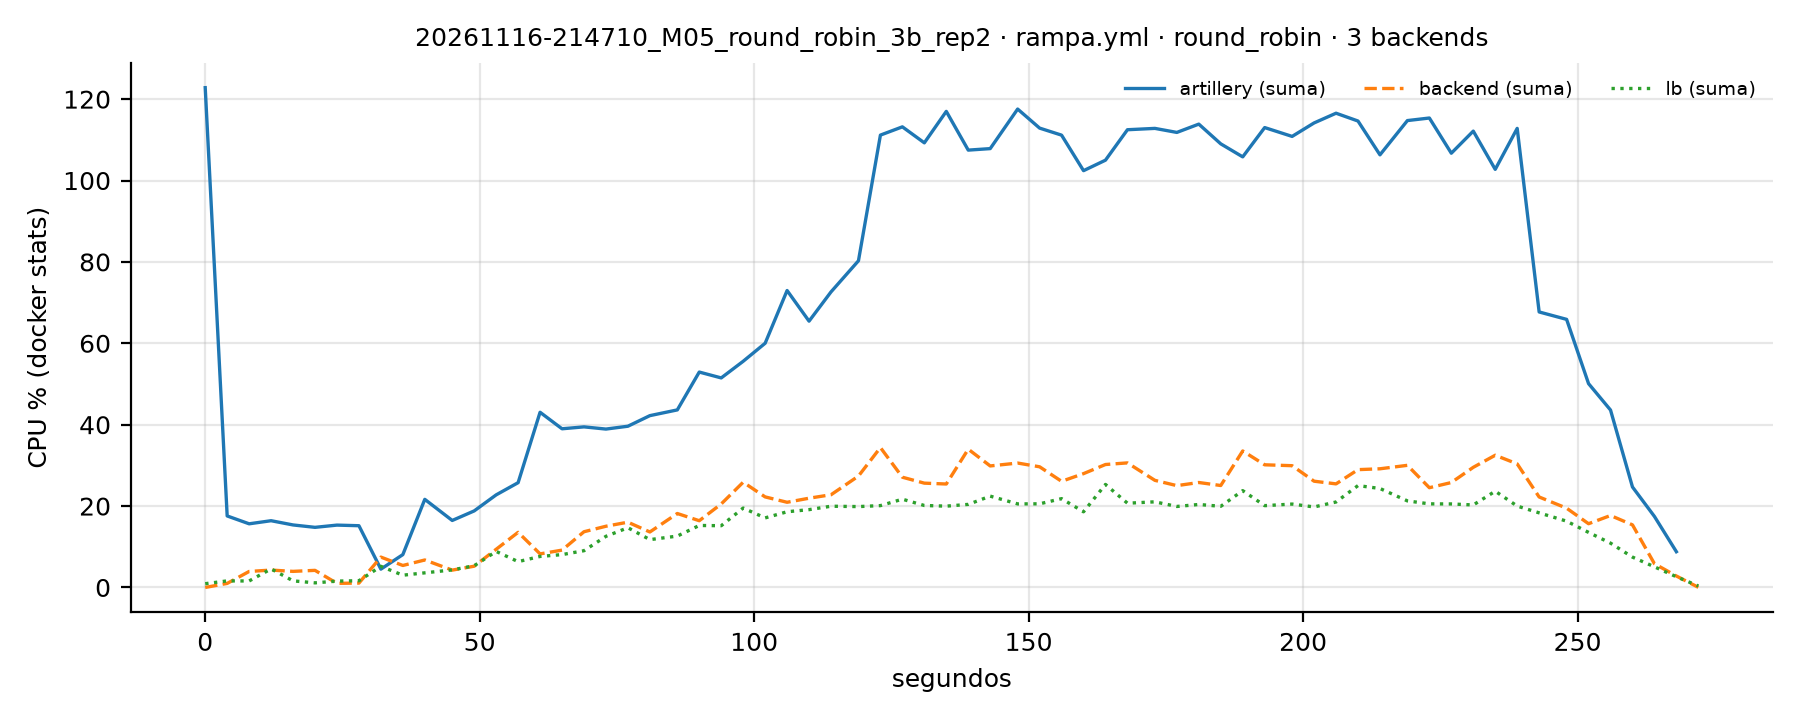 20261116-214710_M05_round_robin_3b_rep2 · rampa.yml · round_robin · 3 backends
artillery (suma) backend (suma) lb (suma)
CPU % (docker stats)
120
100
80
60
40
20
0
0 50 100 150 200 250
segundos